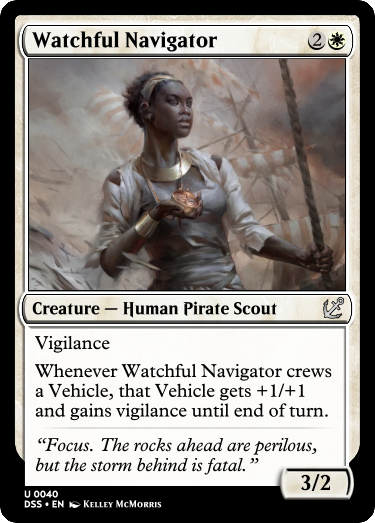 Watchful Navigator 2
Creature — Human Pirate Scout
Vigilance
Whenever Watchful Navigator crews
a Vehicle, that Vehicle gets +1/+1
and gains vigilance until end of turn.
“Focus. The rocks ahead are perilous,
but the storm behind is fatal.”
3/2
U 0040
DSS • EN Kelley McMorris